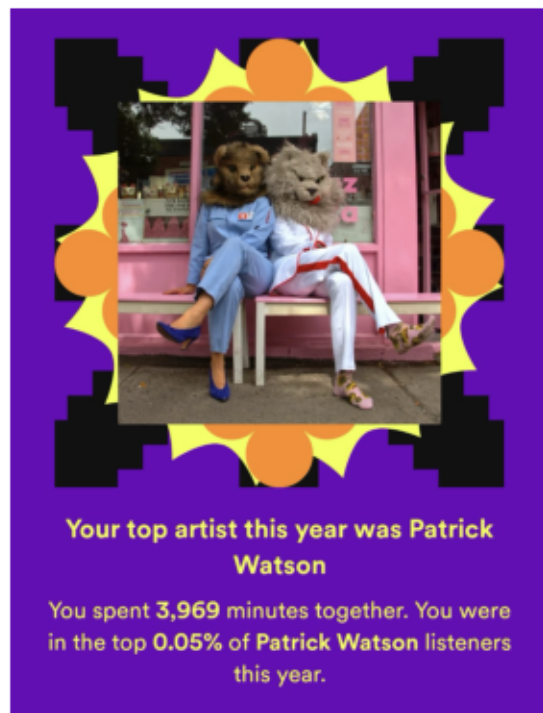 Your top artist this year was Patrick
Watson
You spent 3,969 minutes together. You were
in the top 0.05% of Patrick Watson listeners
this year.